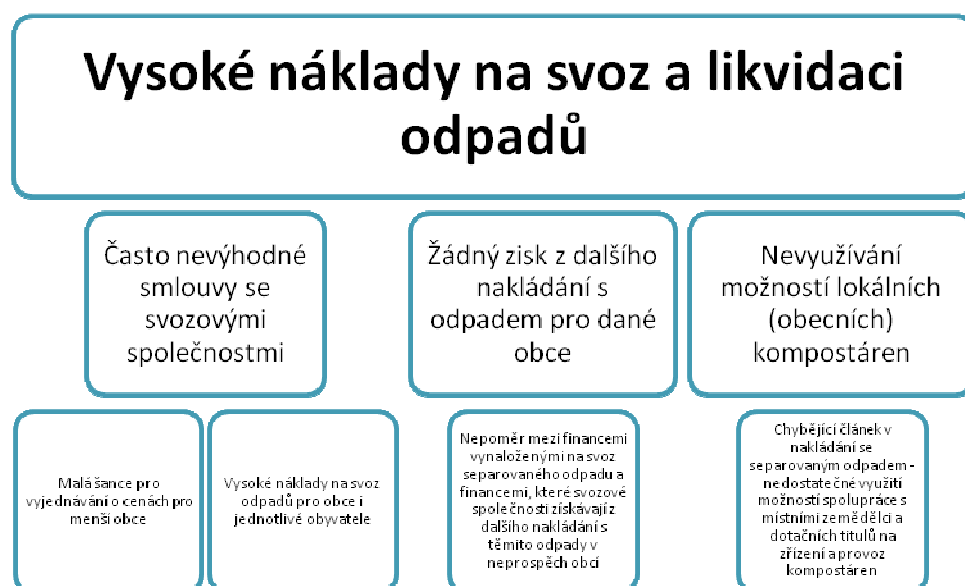 Vysoké náklady na svoz a likvidaci
odpadů
Často nevýhodné
smlouvy se
svozovými
společnostmi
Žádný zisk z dalšího
nakládání s
odpadem pro dané
obce
Nevyužívání
možností lokálních
(obecních)
kompostáren
Malá šance pro
vyjednávání o cenách pro
menší obce
Vysoké náklady na svoz
odpadů pro obce i
jednotlivé obyvatele
Nepoměr mezi financemi
vynaloženými na svoz
separovaného odpadu a
financemi, které svozové
společnosti získávají z
dalšího nakládání s
těmito odpady v
neprospěch obcí
Chybějící článek v
nakládání se
separovaným odpadem -
nedostatečné využití
možností spolupráce s
místními zemědělci a
dotačních titulů na
zřízení a provoz
kompostáren